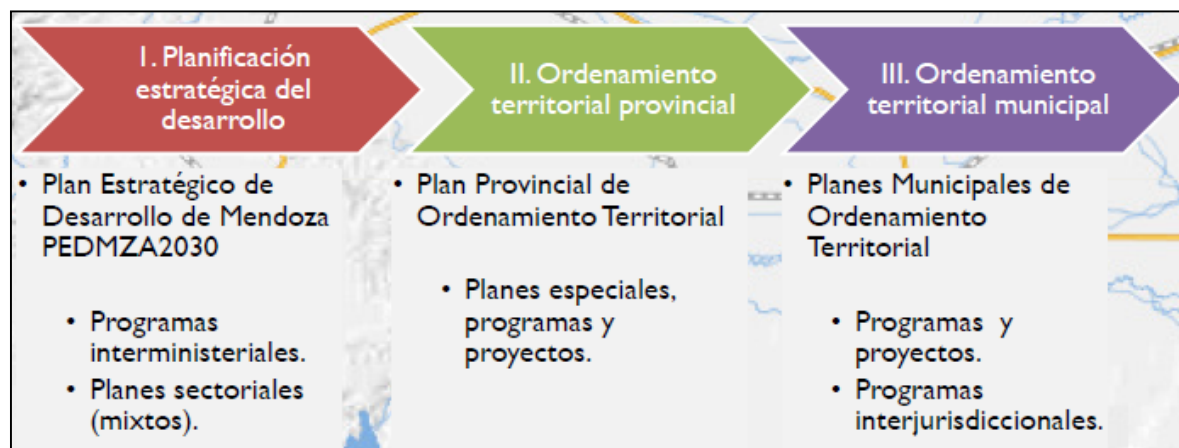 I. Planificación
estratégica del
desarrollo
II. Ordenamiento
territorial provincial
III. Ordenamiento
territorial municipal
• Plan Estratégico de
Desarrollo de Mendoza
PEDMZA2030
• Programas
interministeriales.
• Planes sectoriales
(mixtos).
• Plan Provincial de
Ordenamiento Territorial
• Planes especiales,
programas y
proyectos.
• Planes Municipales de
Ordenamiento
Territorial
• Programas y
proyectos.
• Programas
interjurisdiccionales.